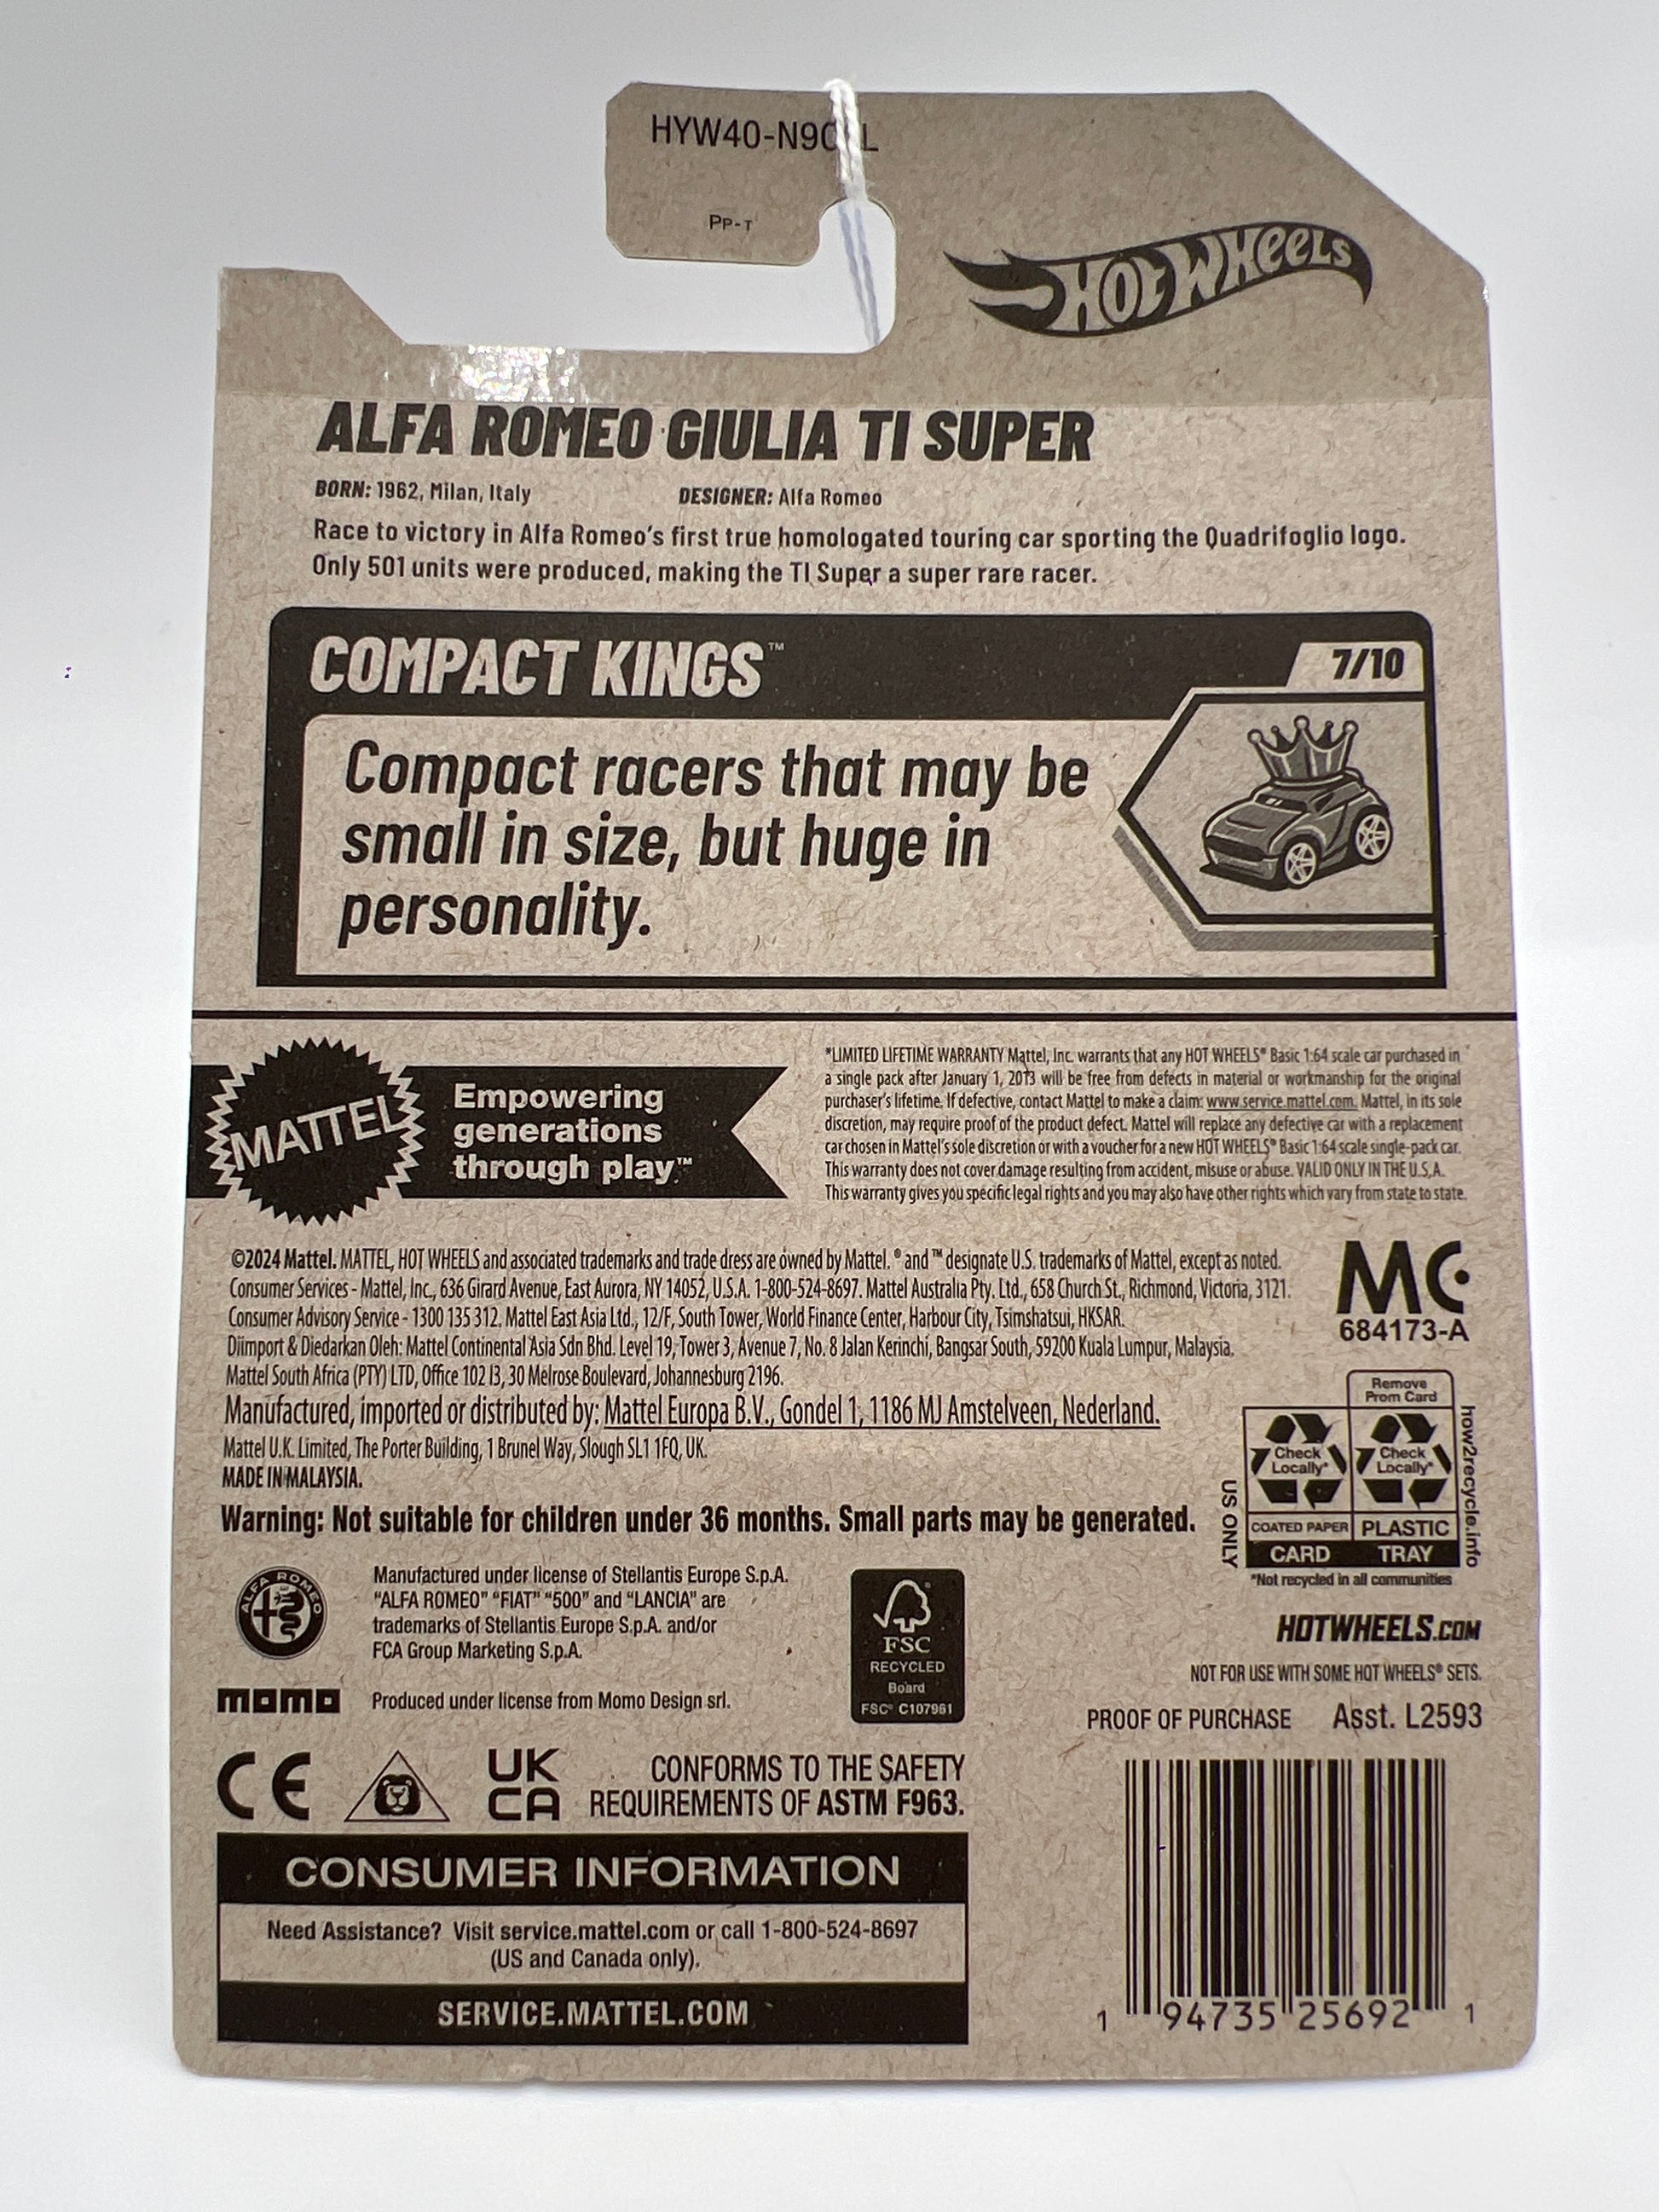 HYW40-N9
PP-T
HOT WHEELS
ALFA ROMEO GIULIA TI SUPER
BORN: 1962, Milan, Italy DESIGNER: Alfa Romeo
Race to victory in Alfa Romeo's first true homologated touring car sporting the Quadrifoglio logo.
Only 501 units were produced, making the TI Super a super rare racer.
COMPACT KINGS™ 7/10
Compact racers that may be
small in size, but huge in
personality.
MATTEL
Empowering
generations
through play™
*LIMITED LIFETIME WARRANTY Mattel, Inc. warrants that any HOT WHEELS® Basic 1:64 scale car purchased in
a single pack after January 1, 2013 will be free from defects in material or workmanship for the original
purchaser's lifetime. If defective, contact Mattel to make a claim: www.service.mattel.com. Mattel, in its sole
discretion, may require proof of the product defect. Mattel will replace any defective car with a replacement
car chosen in Mattel's sole discretion or with a voucher for a new HOT WHEELS® Basic 1:64 scale single-pack car.
This warranty does not cover damage resulting from accident, misuse or abuse. VALID ONLY IN THE U.S.A.
This warranty gives you specific legal rights and you may also have other rights which vary from state to state.
©2024 Mattel. MATTEL, HOT WHEELS and associated trademarks and trade dress are owned by Mattel. ® and ™ designate U.S. trademarks of Mattel, except as noted.
Consumer Services - Mattel, Inc., 636 Girard Avenue, East Aurora, NY 14052, U.S.A. 1-800-524-8697. Mattel Australia Pty. Ltd., 658 Church St., Richmond, Victoria, 3121.
Consumer Advisory Service - 1300 135 312. Mattel East Asia Ltd., 12/F, South Tower, World Finance Center, Harbour City, Tsimshatsui, HKSAR.
Diimport & Diedarkan Oleh: Mattel Continental Asia Sdn Bhd. Level 19, Tower 3, Avenue 7, No. 8 Jalan Kerinchi, Bangsar South, 59200 Kuala Lumpur, Malaysia.
Mattel South Africa (PTY) LTD, Office 102 I3, 30 Melrose Boulevard, Johannesburg 2196.
Manufactured, imported or distributed by: Mattel Europa B.V., Gondel 1, 1186 MJ Amstelveen, Nederland.
Mattel U.K. Limited, The Porter Building, 1 Brunel Way, Slough SL1 1FQ, UK.
MADE IN MALAYSIA.
Warning: Not suitable for children under 36 months. Small parts may be generated.
MC
684173-A
Remove
Prom Card
Check
Locally*
Check
Locally*
COATED PAPER PLASTIC
CARD TRAY
US ONLY
how2recycle.info
*Not recycled in all communities
ALFA ROMEO
Manufactured under license of Stellantis Europe S.p.A.
"ALFA ROMEO" "FIAT" "500" and "LANCIA" are
trademarks of Stellantis Europe S.p.A. and/or
FCA Group Marketing S.p.A.
momo Produced under license from Momo Design srl.
FSC
RECYCLED
Board
FSC® C107961
HOTWHEELS.COM
NOT FOR USE WITH SOME HOT WHEELS® SETS.
PROOF OF PURCHASE Asst. L2593
CE
UK
CA
CONFORMS TO THE SAFETY
REQUIREMENTS OF ASTM F963.
CONSUMER INFORMATION
Need Assistance? Visit service.mattel.com or call 1-800-524-8697
(US and Canada only).
SERVICE.MATTEL.COM
1 94735 25692 1